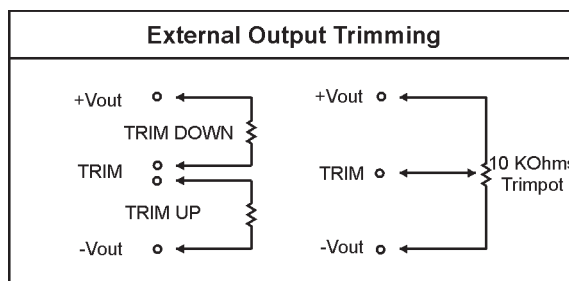 External Output Trimming
+Vout
TRIM DOWN
TRIM
TRIM UP
-Vout
+Vout
TRIM
10 KOhms
Trimpot
-Vout